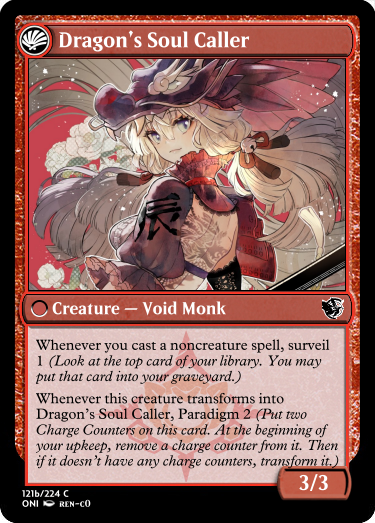 Dragon's Soul Caller
辰
Creature — Void Monk
Whenever you cast a noncreature spell, surveil
1 (Look at the top card of your library. You may
put that card into your graveyard.)
Whenever this creature transforms into
Dragon's Soul Caller, Paradigm 2 (Put two
Charge Counters on this card. At the beginning
of your upkeep, remove a charge counter from it. Then
if it doesn't have any charge counters, transform it.)
3/3
121b/224 C
ONI REN-CO